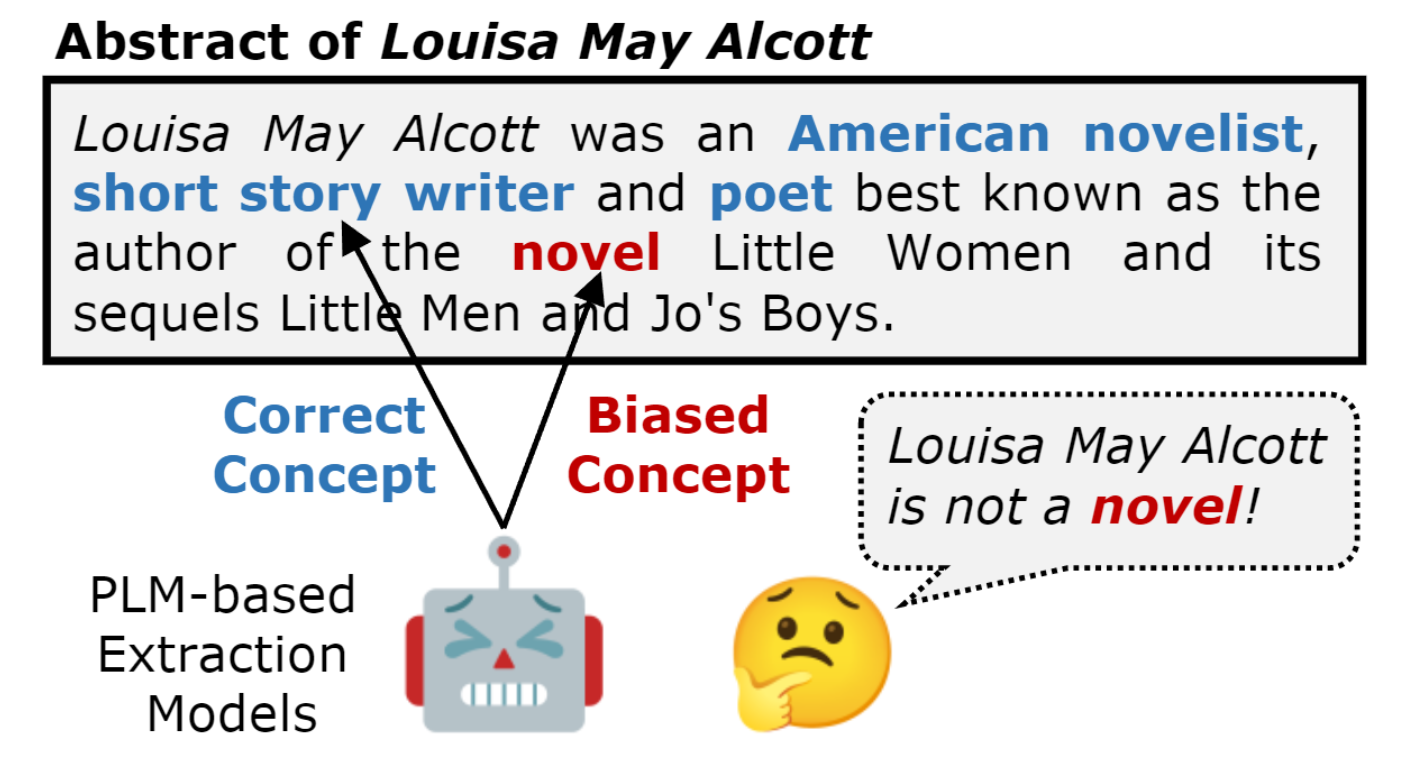 Abstract of Louisa May Alcott
Louisa May Alcott was an American novelist,
short story writer and poet best known as the
author of the novel Little Women and its
sequels Little Men and Jo's Boys.
Correct
Concept
Biased
Concept
Louisa May Alcott
is not a novel!
PLM-based
Extraction
Models